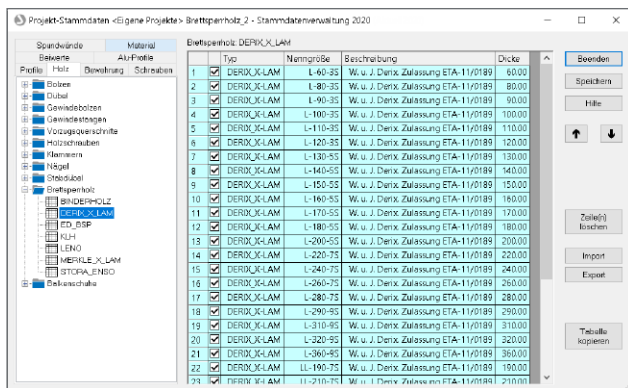 Projekt-Stammdaten <Eigene Projekte> Brettsperrholz_2 - Stammdatenverwaltung 2020
Spundwände Material
Beiwerte Alu-Profile
Profile Holz Bewehrung Schrauben
Bolzen
Dübel
Gewindebolzen
Gewindestangen
Vorzugsquerschnitte
Holzschrauben
Klammern
Nägel
Stabdübel
Brettsperrholz
BINDERHOLZ
DERIX_X_LAM
ED_BSP
KLH
LENO
MERKLE_X_LAM
STORA_ENSO
Balkenschuhe
Brettsperrholz: DERIX_X_LAM
Typ Nenngröße Beschreibung Dicke
1 DERIX_X-LAM L-60-3S W. u. J. Derix. Zulassung ETA-11/0189 60.00
2 DERIX_X-LAM L-80-3S W. u. J. Derix. Zulassung ETA-11/0189 80.00
3 DERIX_X-LAM L-90-3S W. u. J. Derix. Zulassung ETA-11/0189 90.00
4 DERIX_X-LAM L-100-3S W. u. J. Derix. Zulassung ETA-11/0189 100.00
5 DERIX_X-LAM L-110-3S W. u. J. Derix. Zulassung ETA-11/0189 110.00
6 DERIX_X-LAM L-120-3S W. u. J. Derix. Zulassung ETA-11/0189 120.00
7 DERIX_X-LAM L-130-5S W. u. J. Derix. Zulassung ETA-11/0189 130.00
8 DERIX_X-LAM L-140-5S W. u. J. Derix. Zulassung ETA-11/0189 140.00
9 DERIX_X-LAM L-150-5S W. u. J. Derix. Zulassung ETA-11/0189 150.00
10 DERIX_X-LAM L-160-5S W. u. J. Derix. Zulassung ETA-11/0189 160.00
11 DERIX_X-LAM L-170-5S W. u. J. Derix. Zulassung ETA-11/0189 170.00
12 DERIX_X-LAM L-180-5S W. u. J. Derix. Zulassung ETA-11/0189 180.00
13 DERIX_X-LAM L-200-5S W. u. J. Derix. Zulassung ETA-11/0189 200.00
14 DERIX_X-LAM L-220-7S W. u. J. Derix. Zulassung ETA-11/0189 220.00
15 DERIX_X-LAM L-240-7S W. u. J. Derix. Zulassung ETA-11/0189 240.00
16 DERIX_X-LAM L-260-7S W. u. J. Derix. Zulassung ETA-11/0189 260.00
17 DERIX_X-LAM L-280-7S W. u. J. Derix. Zulassung ETA-11/0189 280.00
18 DERIX_X-LAM L-290-9S W. u. J. Derix. Zulassung ETA-11/0189 290.00
19 DERIX_X-LAM L-310-9S W. u. J. Derix. Zulassung ETA-11/0189 310.00
20 DERIX_X-LAM L-320-9S W. u. J. Derix. Zulassung ETA-11/0189 320.00
21 DERIX_X-LAM L-360-9S W. u. J. Derix. Zulassung ETA-11/0189 360.00
22 DERIX_X-LAM LL-190-7S W. u. J. Derix. Zulassung ETA-11/0189 190.00
23 DERIX_X-LAM LL-210-7S W. u. J. Derix. Zulassung ETA-11/0189 210.00
Beenden
Speichern
Hilfe
Zeile(n)
löschen
Import
Export
Tabelle
kopieren